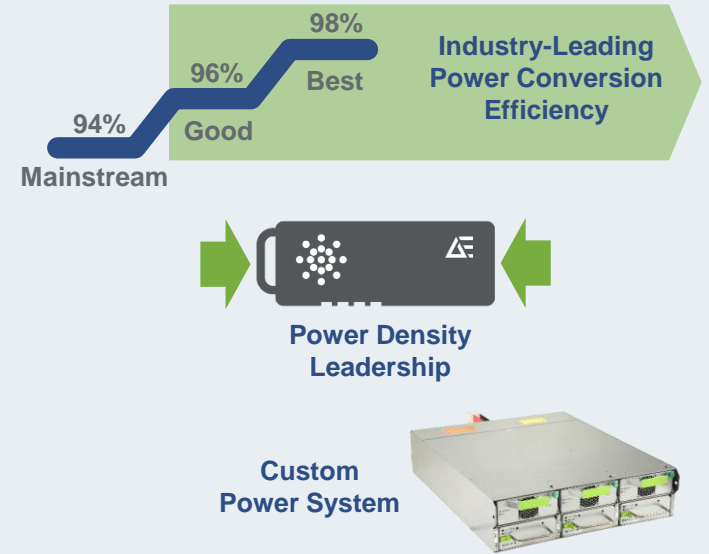 98%
96%
94%
Best
Good
Mainstream
Industry-Leading
Power Conversion
Efficiency
Power Density
Leadership
Custom
Power System